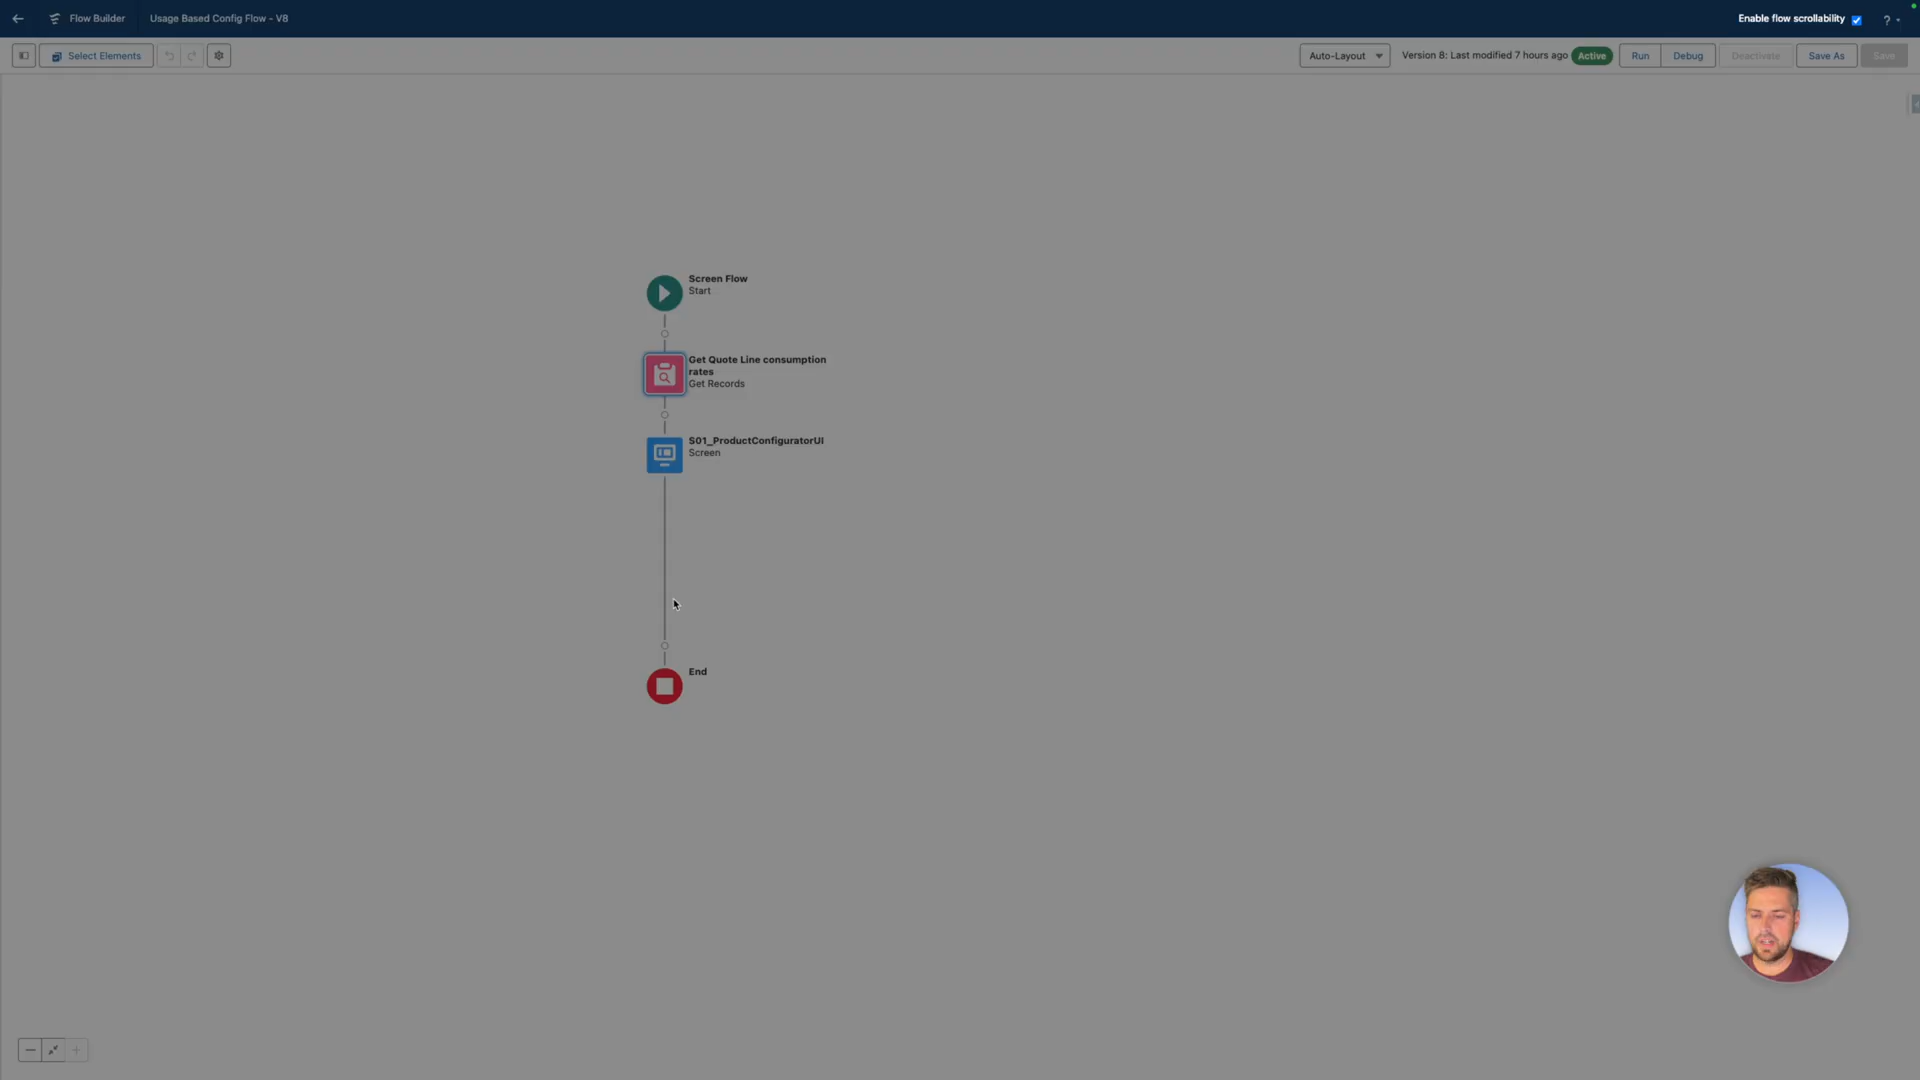 Flow Builder
Usage Based Config Flow - V8
Enable flow scrollability
?
Select Elements
Auto-Layout
Version 8: Last modified 7 hours ago
Active
Run
Debug
Deactivate
Save As
Save
Screen Flow
Start
Get Quote Line consumption
rates
Get Records
S01_ProductConfiguratorUI
Screen
End